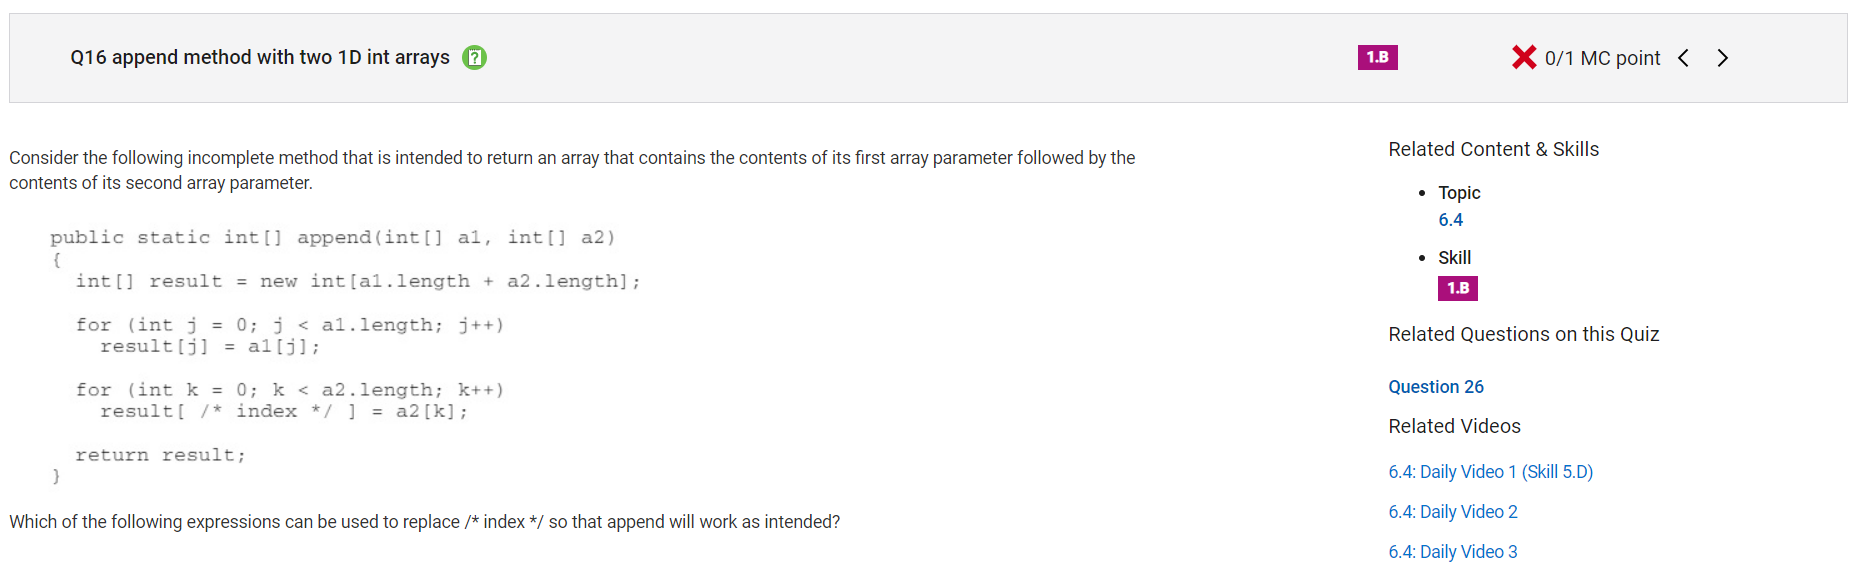 Q16 append method with two 1D int arrays ?
1.B
0/1 MC point < >
Consider the following incomplete method that is intended to return an array that contains the contents of its first array parameter followed by the
contents of its second array parameter.
public static int[] append(int[] a1, int[] a2)
{
int[] result = new int[a1.length + a2.length];
for (int j = 0; j < a1.length; j++)
result[j] = a1[j];
for (int k = 0; k < a2.length; k++)
result[ /* index */ ] = a2[k];
return result;
}
Which of the following expressions can be used to replace /* index */ so that append will work as intended?
Related Content & Skills
• Topic
6.4
• Skill
1.B
Related Questions on this Quiz
Question 26
Related Videos
6.4: Daily Video 1 (Skill 5.D)
6.4: Daily Video 2
6.4: Daily Video 3